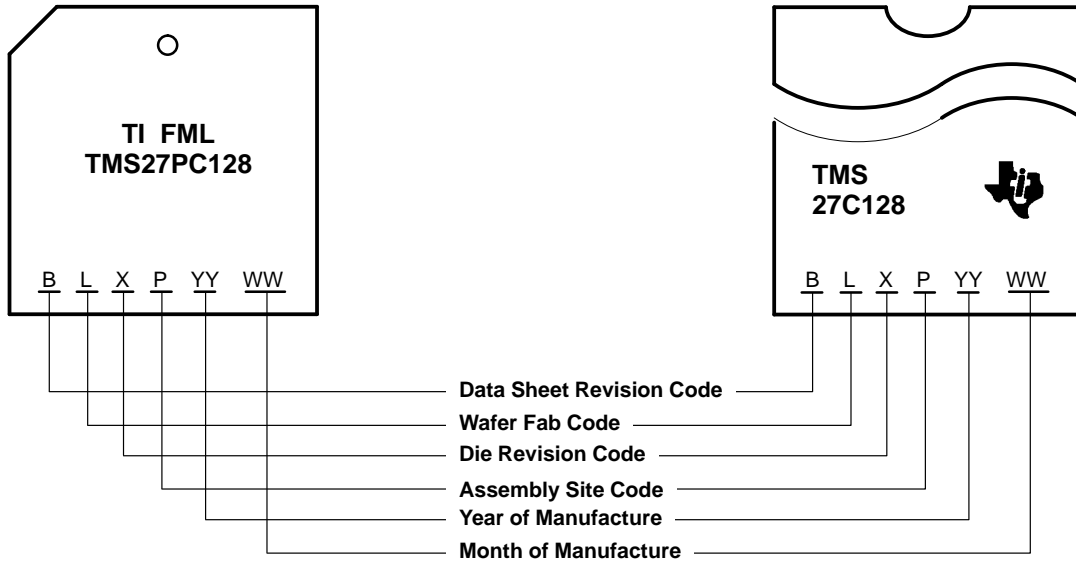 TI FML
TMS27PC128
B L X P YY WW
TMS
27C128
B L X P YY WW
Data Sheet Revision Code
Wafer Fab Code
Die Revision Code
Assembly Site Code
Year of Manufacture
Month of Manufacture